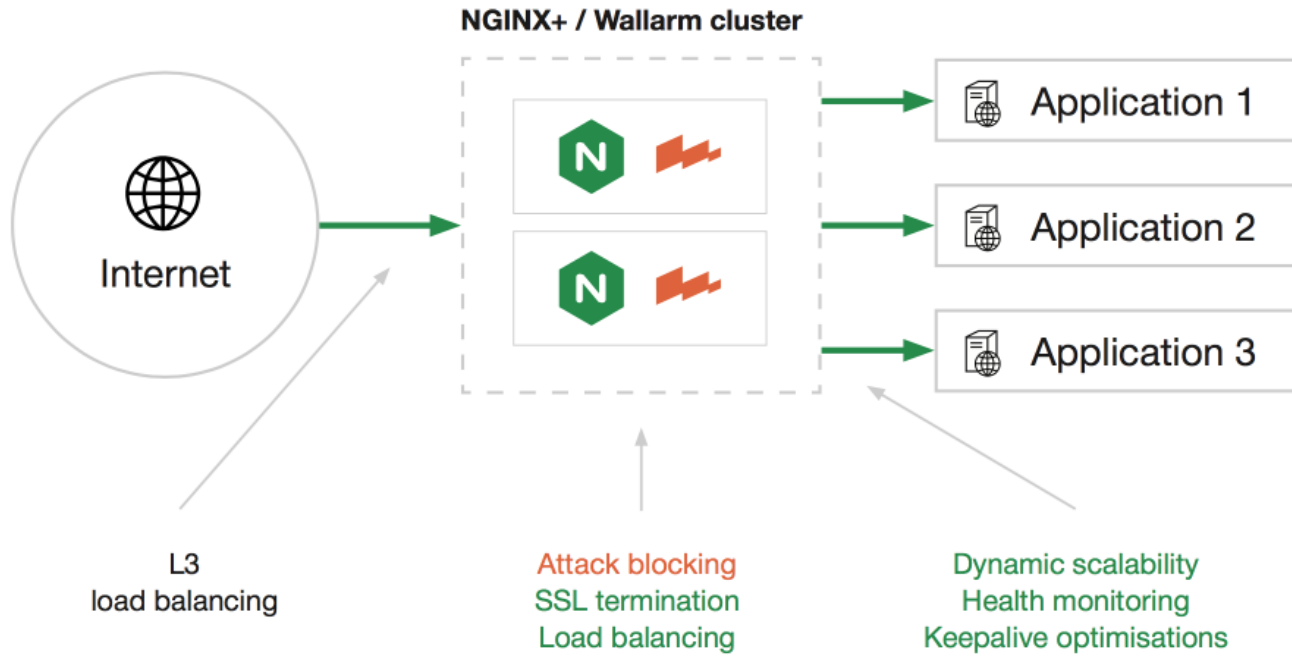 NGINX+ / Wallarm cluster
Internet
N
N
Application 1
Application 2
Application 3
L3
load balancing
Attack blocking
SSL termination
Load balancing
Dynamic scalability
Health monitoring
Keepalive optimisations